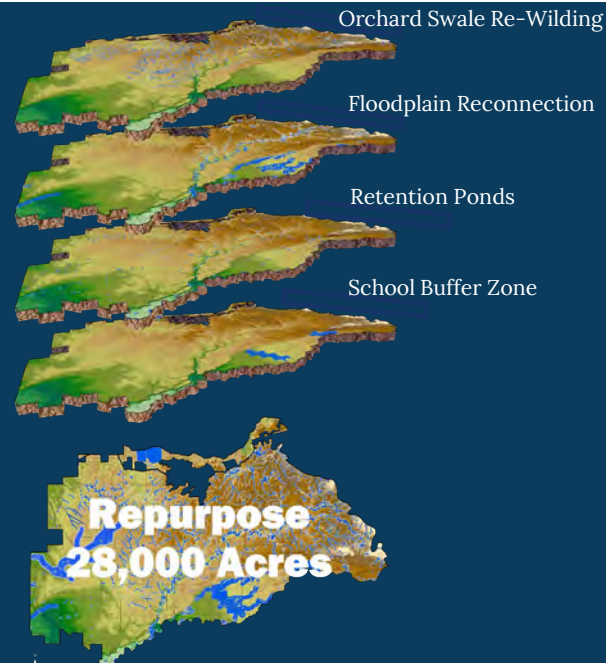 Orchard Swale Re-Wilding
Floodplain Reconnection
Retention Ponds
School Buffer Zone
Repurpose
28,000 Acres